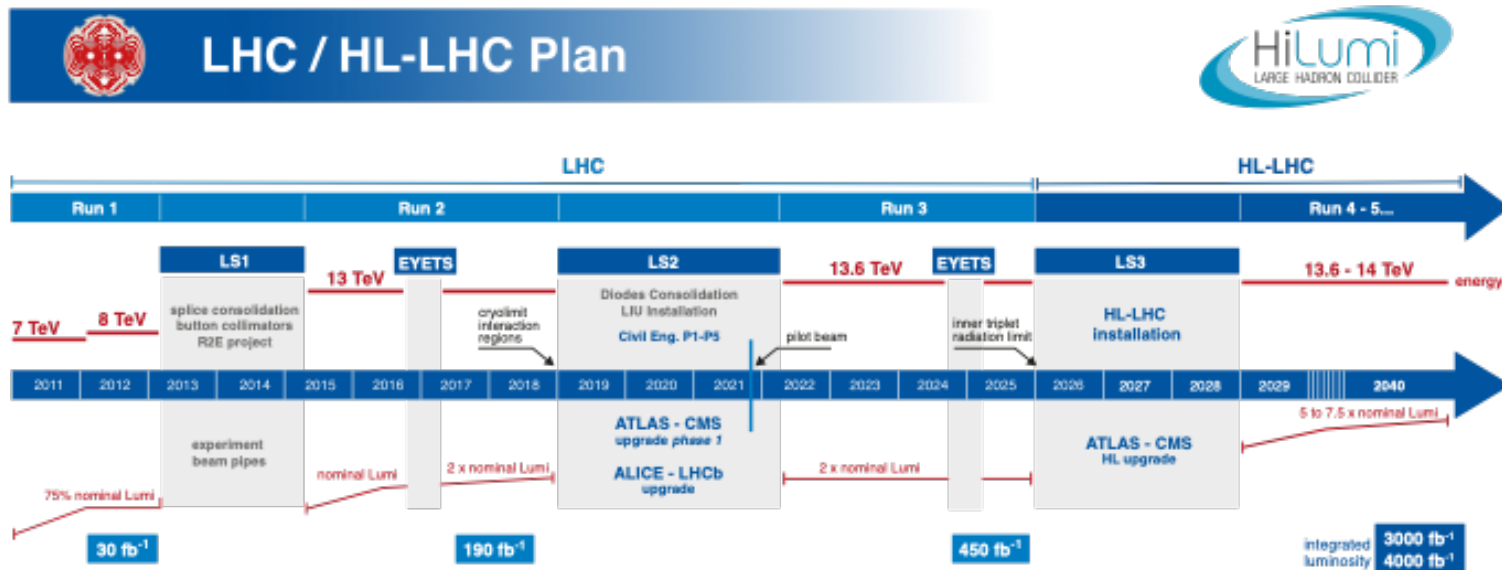 LHC / HL-LHC Plan
HiLumi
LARGE HADRON COLLIDER
LHC
HL-LHC
Run 1
Run 2
Run 3
Run 4 - 5...
LS1
EYETS
LS2
EYETS
LS3
13 TeV
13.6 TeV
13.6 - 14 TeV
energy
7 TeV
8 TeV
splice consolidation
button collimators
R2E project
cryolimit
interaction
regions
Diodes Consolidation
LIU Installation
Civil Eng. P1-P5
pilot beam
inner triplet
radiation limit
HL-LHC
installation
2011
2012
2013
2014
2015
2016
2017
2018
2019
2020
2021
2022
2023
2024
2025
2026
2027
2028
2029
2040
5 to 7.5 x nominal Lumi
experiment
beam pipes
ATLAS - CMS
upgrade phase 1
ALICE - LHCb
upgrade
ATLAS - CMS
HL upgrade
75% nominal Lumi
nominal Lumi
2 x nominal Lumi
2 x nominal Lumi
30 fb⁻¹
190 fb⁻¹
450 fb⁻¹
integrated
luminosity
3000 fb⁻¹
4000 fb⁻¹